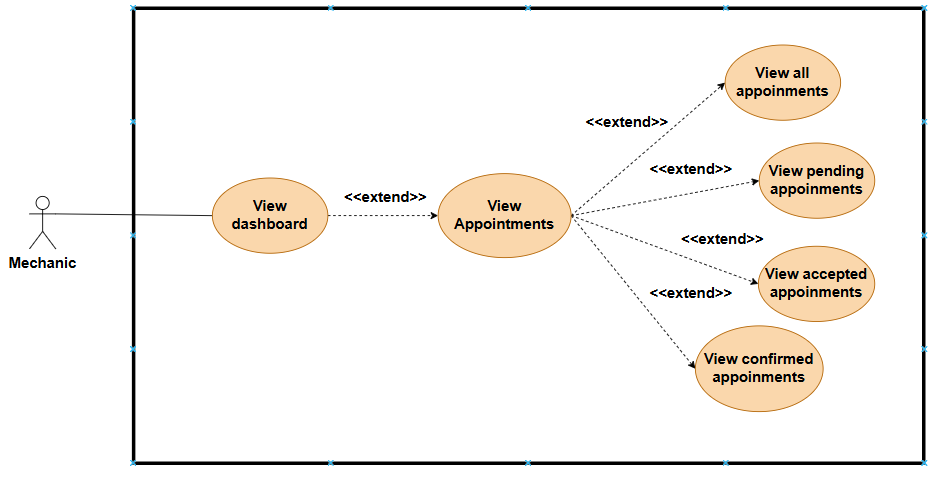 View all
appoinments
<<extend>>
<<extend>>
View pending
appoinments
View
dashboard
<<extend>>
View
Appointments
<<extend>>
Mechanic
View accepted
appoinments
<<extend>>
View confirmed
appoinments